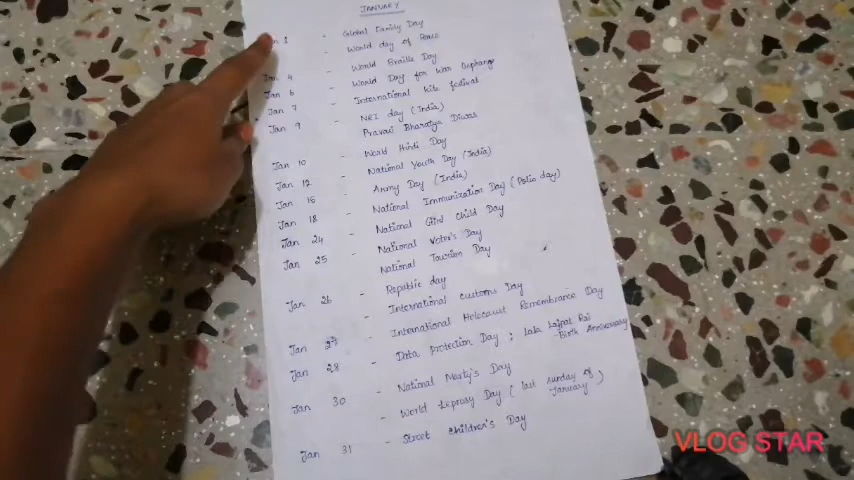 JANUARY
Jan 1 - Global Family Day
- World day of Peace
Jan 4 - World Braille Day
Jan 6 - World Day for War Orphans
Jan 7 - International kite festival
Jan 9 - NRI day (India)
Pravasi Bharatiya Diwas
Jan 10 - World Hindi Day
Jan 12 - National Youth Day (India)
Jan 15 - Army Day (India)
Jan 18 - National Immunization Day (Polio day)
Jan 24 - National Girl Child Day
Jan 25 - National Voter's Day
National Tourism Day
Jan 26 - Republic day
- International customs Day
Jan 27 - International Holocaust Remembrance Day
Jan 28 - Data Protection Day ; Lala Lajpat Rai
- Birth Anniversary
Jan 30 - National Marty's Day
- World Leprosy Day ( last sunday of
January )
Jan 31 - Street children's Day
VLOG STAR